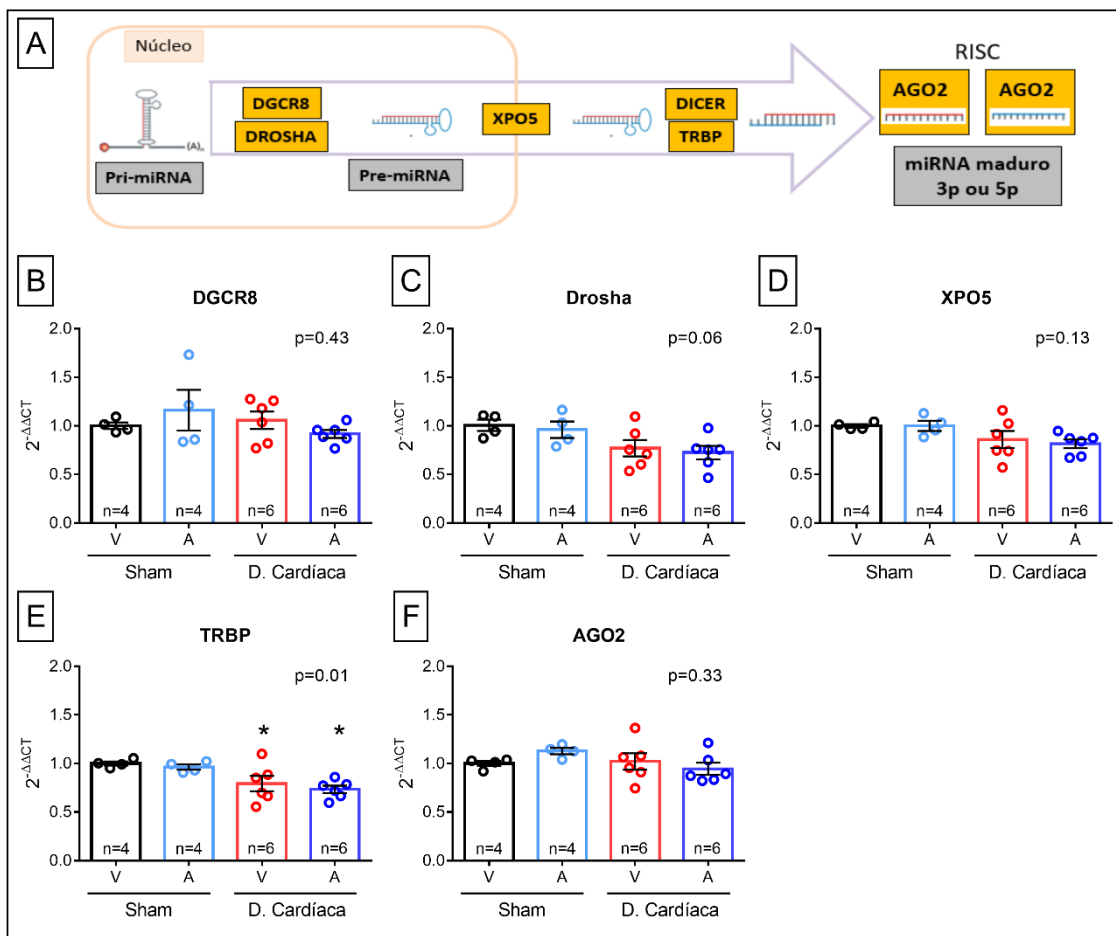 A
Núcleo
RISC
DGCR8
DROSHA
XPO5
DICER
TRBP
AGO2
AGO2
(A)n
Pri-miRNA
Pre-miRNA
miRNA maduro
3p ou 5p
B
DGCR8
p=0.43
2.0
1.5
1.0
0.5
0.0
2-ΔΔCT
n=4
n=4
n=6
n=6
V
A
V
A
Sham
D. Cardíaca
C
Drosha
p=0.06
2.0
1.5
1.0
0.5
0.0
2-ΔΔCT
n=4
n=4
n=6
n=6
V
A
V
A
Sham
D. Cardíaca
D
XPO5
p=0.13
2.0
1.5
1.0
0.5
0.0
2-ΔΔCT
n=4
n=4
n=6
n=6
V
A
V
A
Sham
D. Cardíaca
E
TRBP
p=0.01
2.0
1.5
1.0
0.5
0.0
2-ΔΔCT
*
*
n=4
n=4
n=6
n=6
V
A
V
A
Sham
D. Cardíaca
F
AGO2
p=0.33
2.0
1.5
1.0
0.5
0.0
2-ΔΔCT
n=4
n=4
n=6
n=6
V
A
V
A
Sham
D. Cardíaca